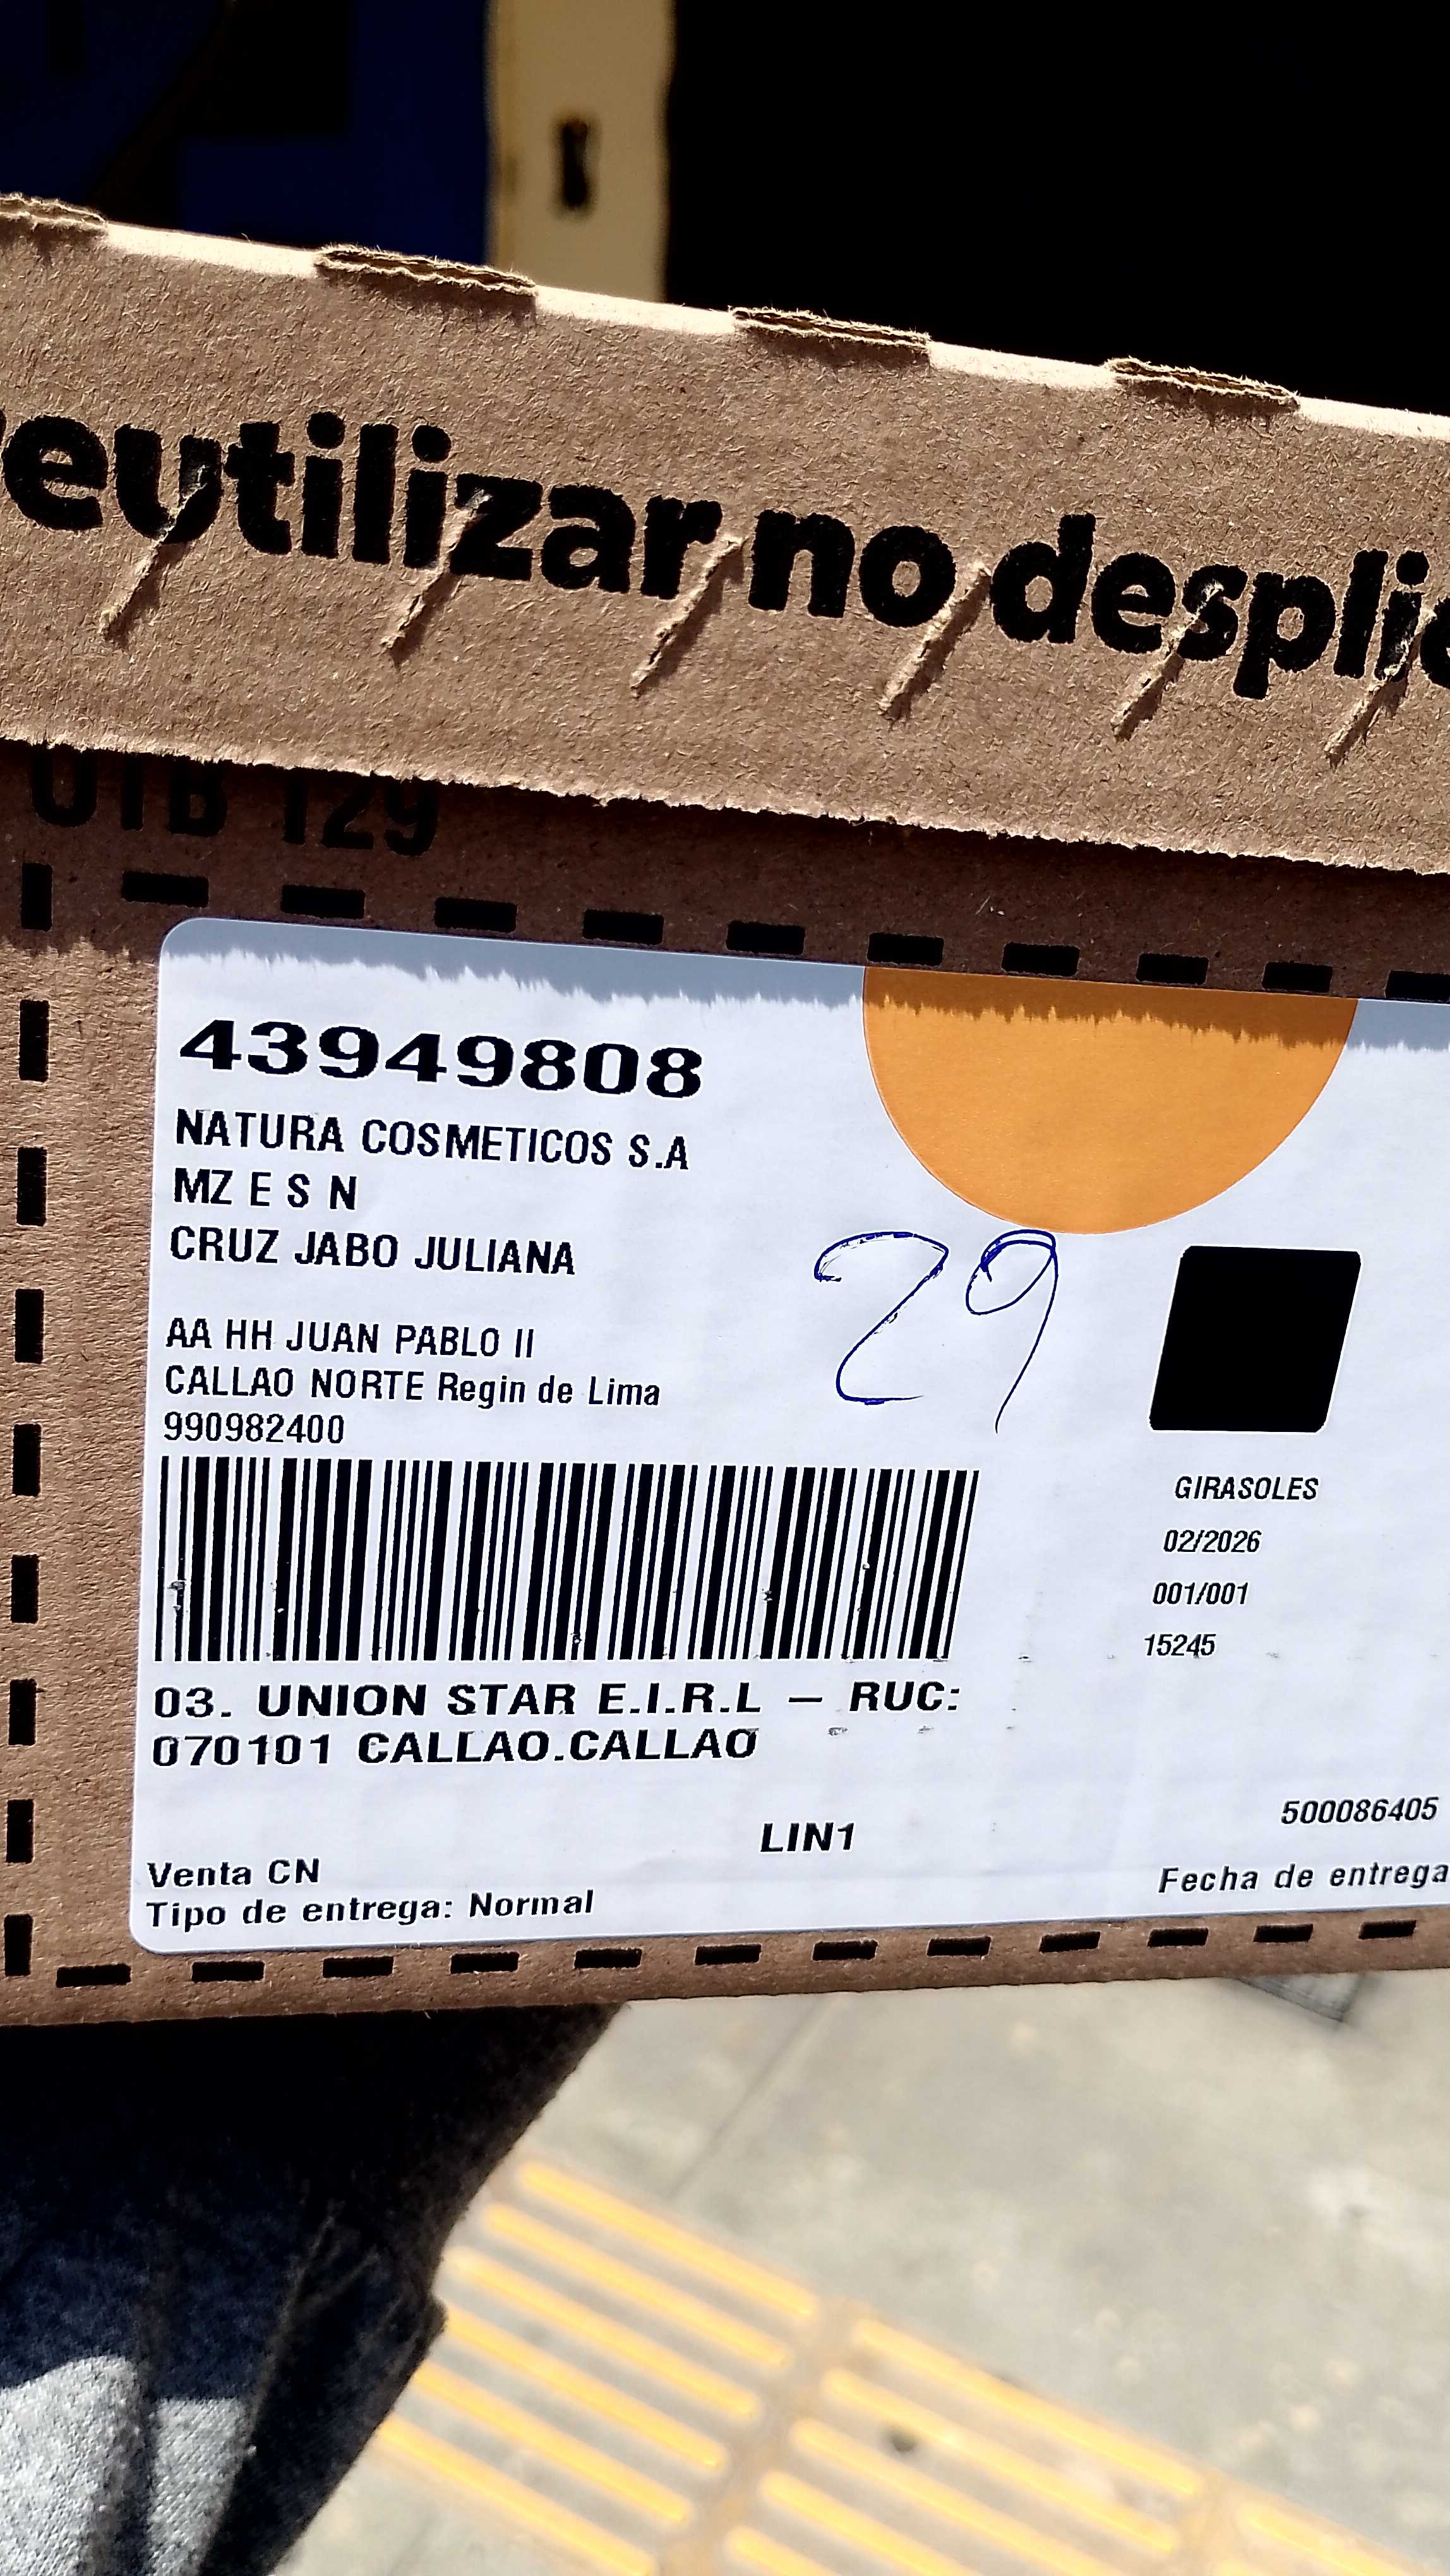 reutilizar no desplie
UTB 129
43949808
NATURA COSMETICOS S.A
MZ E S N
CRUZ JABO JULIANA
29
AA HH JUAN PABLO II
CALLAO NORTE Regin de Lima
990982400
GIRASOLES
02/2026
001/001
15245
03. UNION STAR E.I.R.L – RUC:
070101 CALLAO.CALLAO
500086405
LIN1
Venta CN
Fecha de entrega
Tipo de entrega: Normal